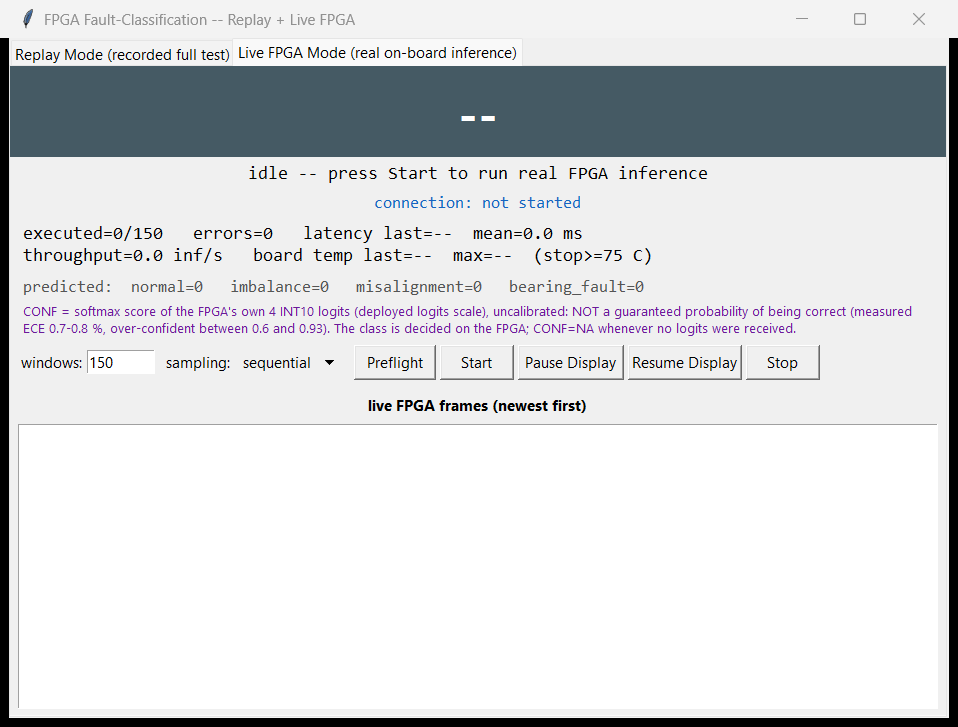 FPGA Fault-Classification -- Replay + Live FPGA
Replay Mode (recorded full test) Live FPGA Mode (real on-board inference)
--
idle -- press Start to run real FPGA inference
connection: not started
executed=0/150 errors=0 latency last=-- mean=0.0 ms
throughput=0.0 inf/s board temp last=-- max=-- (stop>=75 C)
predicted: normal=0 imbalance=0 misalignment=0 bearing_fault=0
CONF = softmax score of the FPGA's own 4 INT10 logits (deployed logits scale), uncalibrated: NOT a guaranteed probability of being correct (measured
ECE 0.7-0.8 %, over-confident between 0.6 and 0.93). The class is decided on the FPGA; CONF=NA whenever no logits were received.
windows: 150 sampling: sequential Preflight Start Pause Display Resume Display Stop
live FPGA frames (newest first)